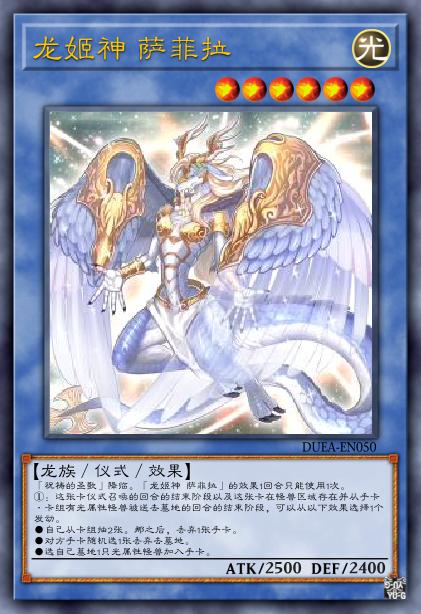 龙姬神 萨菲拉
光
DUEA-EN050
【龙族／仪式／效果】
「祝祷的圣歌」降临。「龙姬神 萨菲拉」的效果1回合只能使用1次。
①：这张卡仪式召唤的回合的结束阶段以及这张卡在怪兽区域存在并从手卡
·卡组有光属性怪兽被送去墓地的回合的结束阶段，可以从以下效果选择1个
发动。
●自己从卡组抽2张，那之后，丢弃1张手卡。
●对方手卡随机选1张丢弃去墓地。
●选自己墓地1只光属性怪兽加入手卡。
ATK/2500 DEF/2400